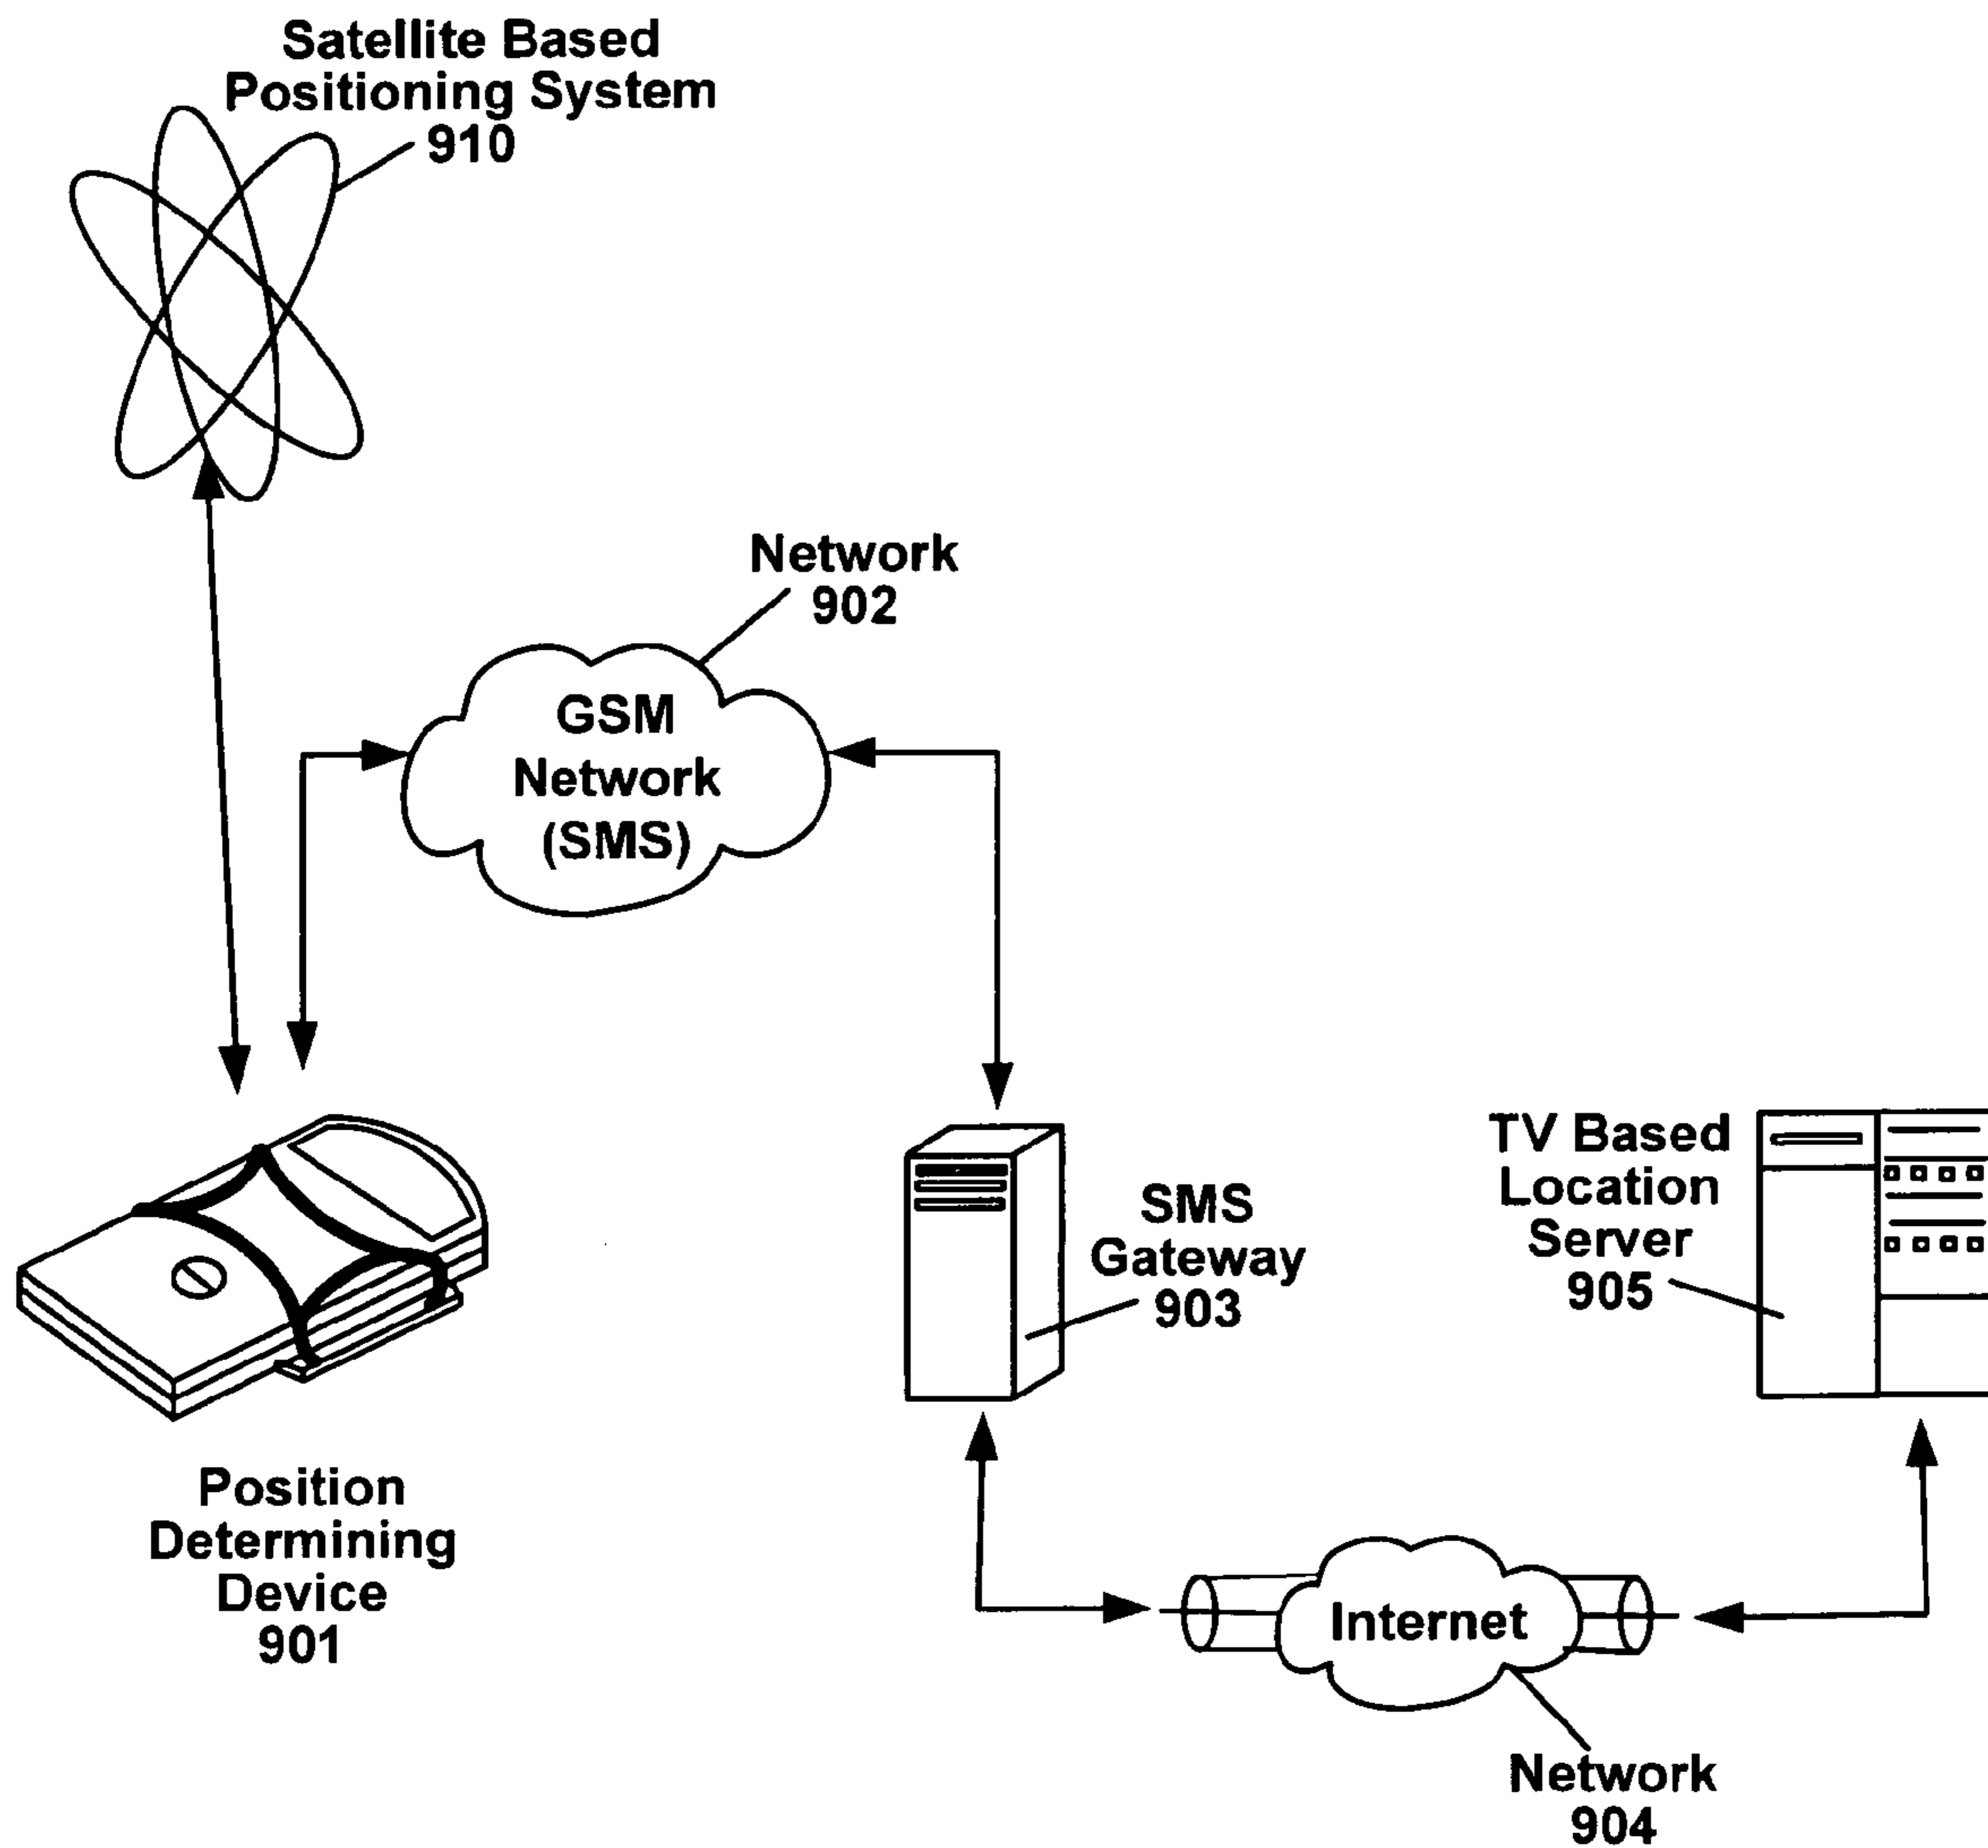 Satellite Based
Positioning System
910
Network
902
GSM
Network
(SMS)
TV Based
Location
Server
905
SMS
Gateway
903
Position
Determining
Device
901
Internet
Network
904